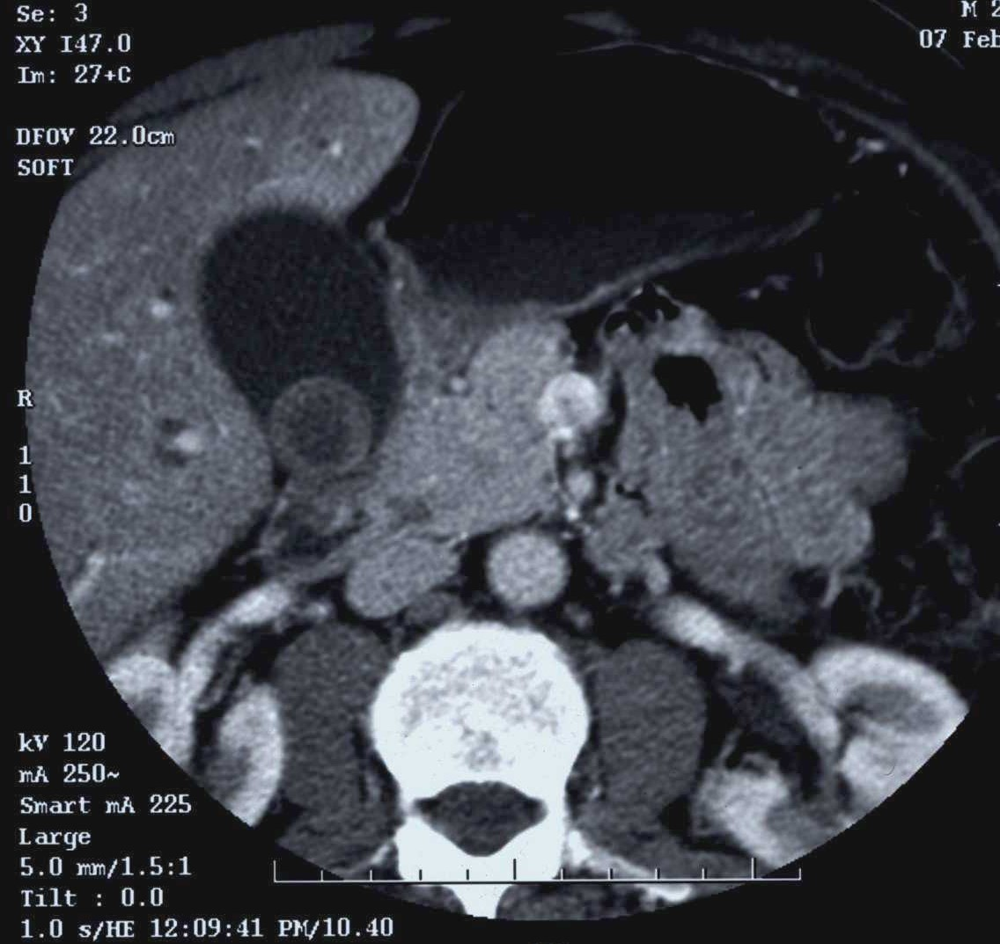 Se: 3
XY I47.0
Im: 27+C
DFOV 22.0cm
SOFT
M 2
07 Feb
R
1
1
0
kV 120
mA 250~
Smart mA 225
Large
5.0 mm/1.5:1
Tilt : 0.0
1.0 s/HE 12:09:41 PM/10.40